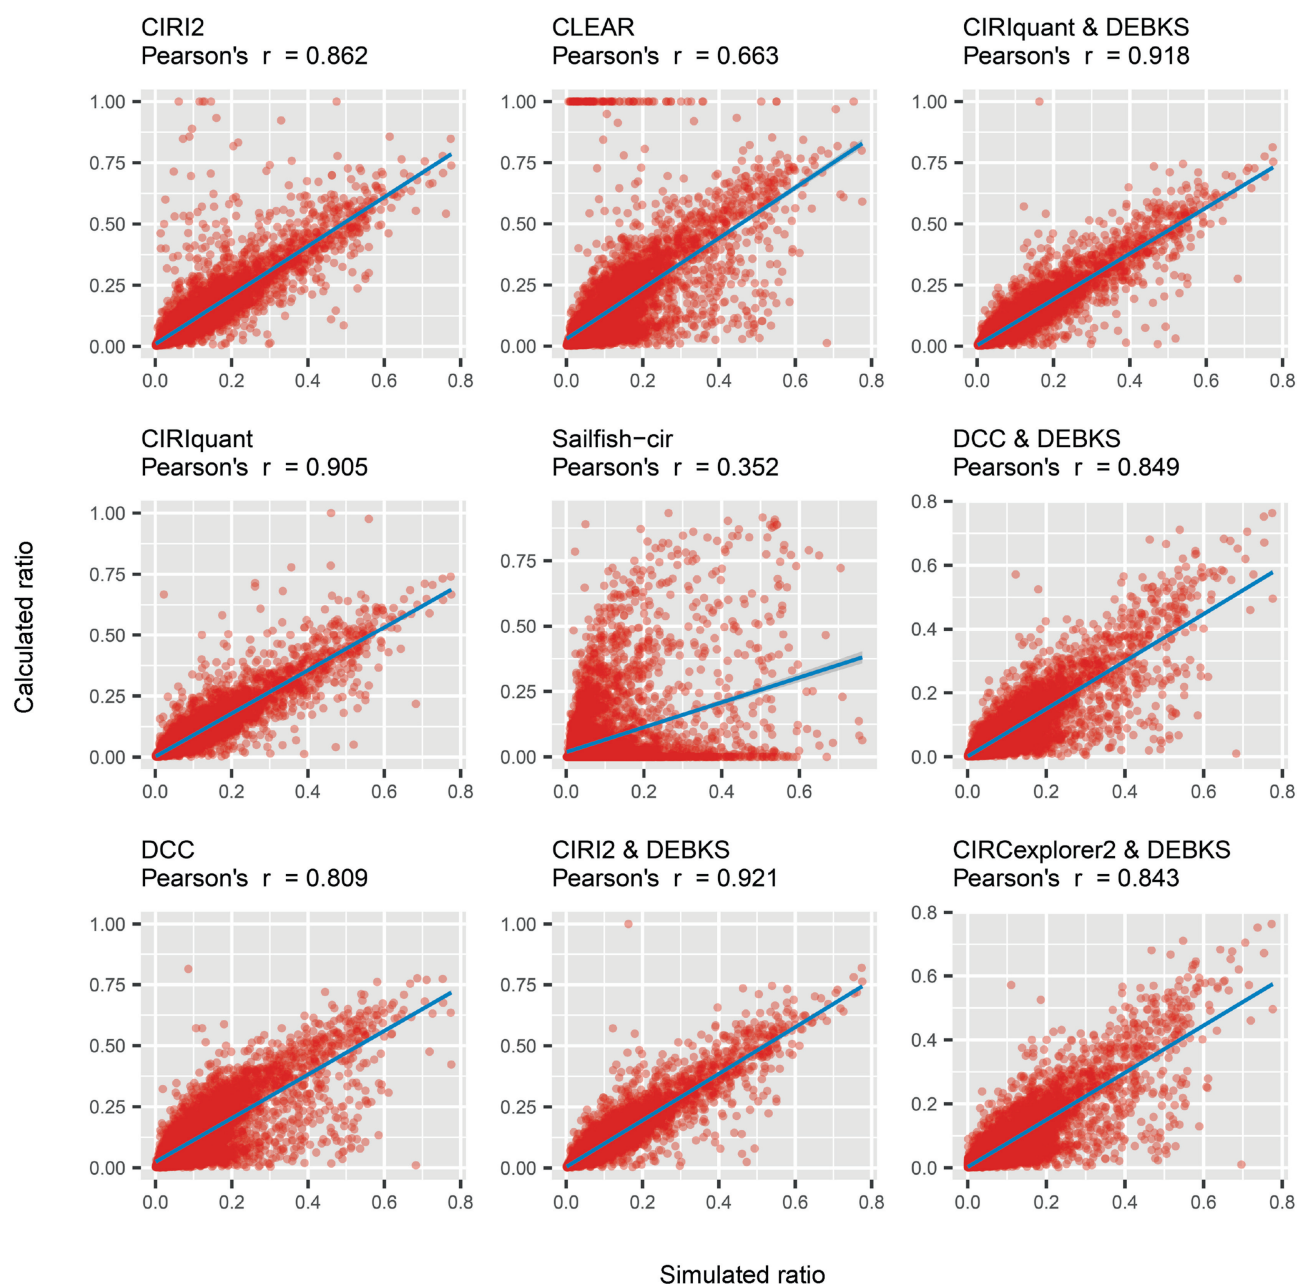 CIRI2
Pearson's r = 0.862
CLEAR
Pearson's r = 0.663
CIRIquant & DEBKS
Pearson's r = 0.918
1.00
0.75
0.50
0.25
0.00
0.0 0.2 0.4 0.6 0.8
1.00
0.75
0.50
0.25
0.00
0.0 0.2 0.4 0.6 0.8
1.00
0.75
0.50
0.25
0.00
0.0 0.2 0.4 0.6 0.8
CIRIquant
Pearson's r = 0.905
Sailfish−cir
Pearson's r = 0.352
DCC & DEBKS
Pearson's r = 0.849
Calculated ratio
1.00
0.75
0.50
0.25
0.00
0.0 0.2 0.4 0.6 0.8
0.75
0.50
0.25
0.00
0.0 0.2 0.4 0.6
0.8
0.6
0.4
0.2
0.0
0.0 0.2 0.4 0.6 0.8
DCC
Pearson's r = 0.809
CIRI2 & DEBKS
Pearson's r = 0.921
CIRCexplorer2 & DEBKS
Pearson's r = 0.843
1.00
0.75
0.50
0.25
0.00
0.0 0.2 0.4 0.6 0.8
1.00
0.75
0.50
0.25
0.00
0.0 0.2 0.4 0.6 0.8
0.8
0.6
0.4
0.2
0.0
0.0 0.2 0.4 0.6 0.8
Simulated ratio